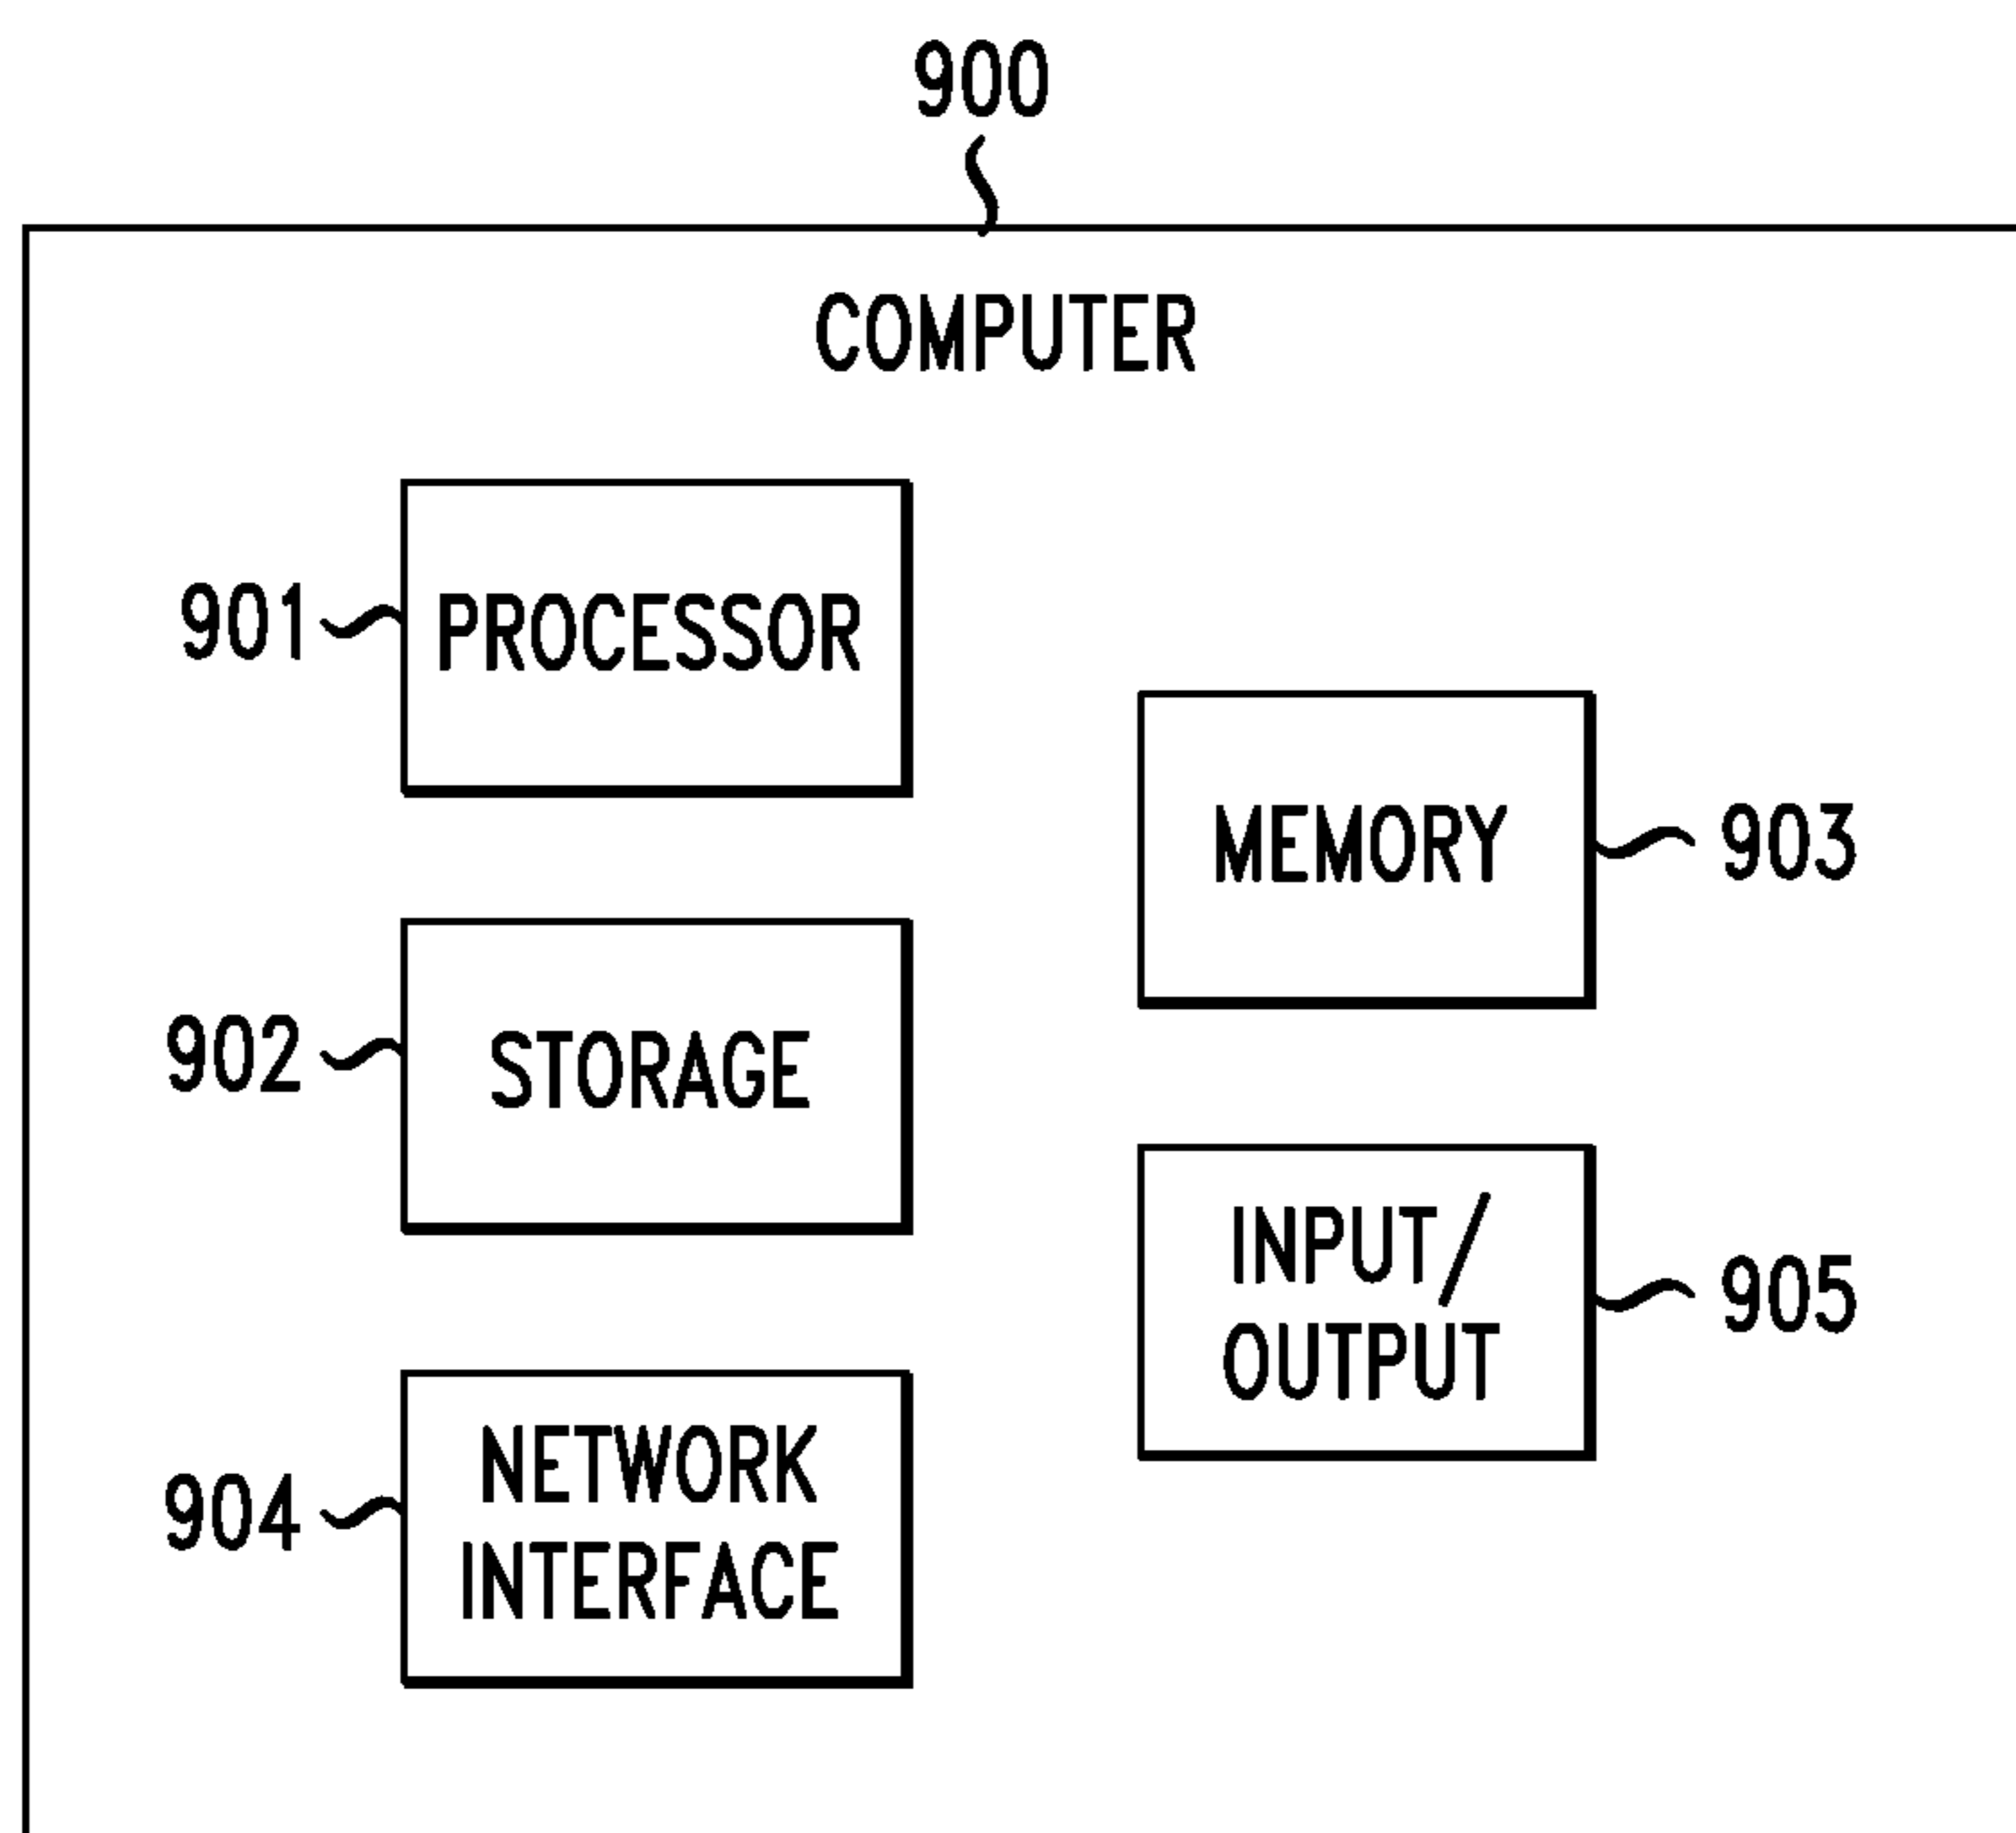 900
COMPUTER
901
PROCESSOR
MEMORY
903
902
STORAGE
INPUT/
OUTPUT
905
904
NETWORK
INTERFACE